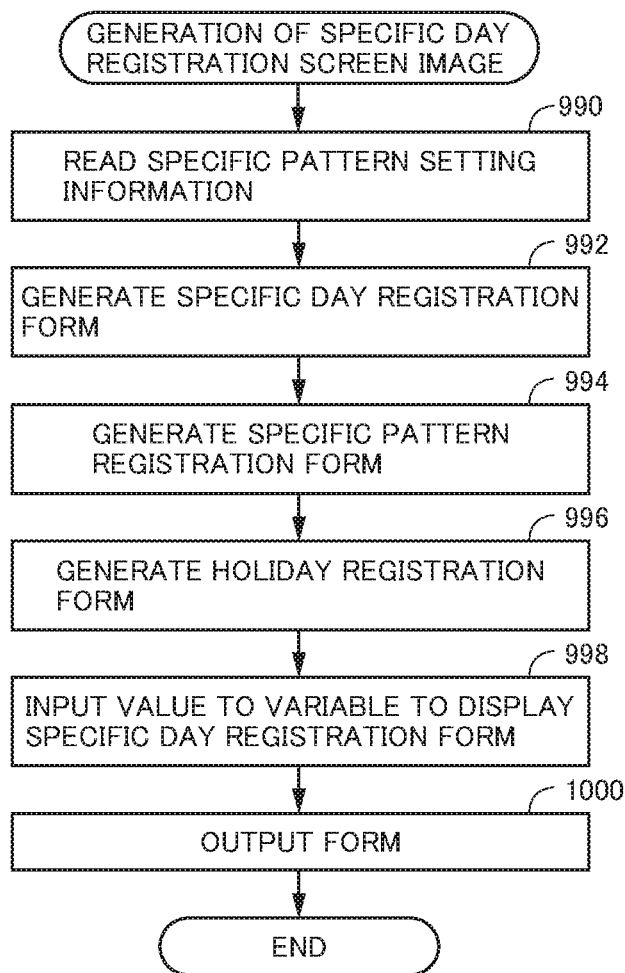 GENERATION OF SPECIFIC DAY
REGISTRATION SCREEN IMAGE
990
READ SPECIFIC PATTERN SETTING
INFORMATION
992
GENERATE SPECIFIC DAY REGISTRATION
FORM
994
GENERATE SPECIFIC PATTERN
REGISTRATION FORM
996
GENERATE HOLIDAY REGISTRATION
FORM
998
INPUT VALUE TO VARIABLE TO DISPLAY
SPECIFIC DAY REGISTRATION FORM
1000
OUTPUT FORM
END